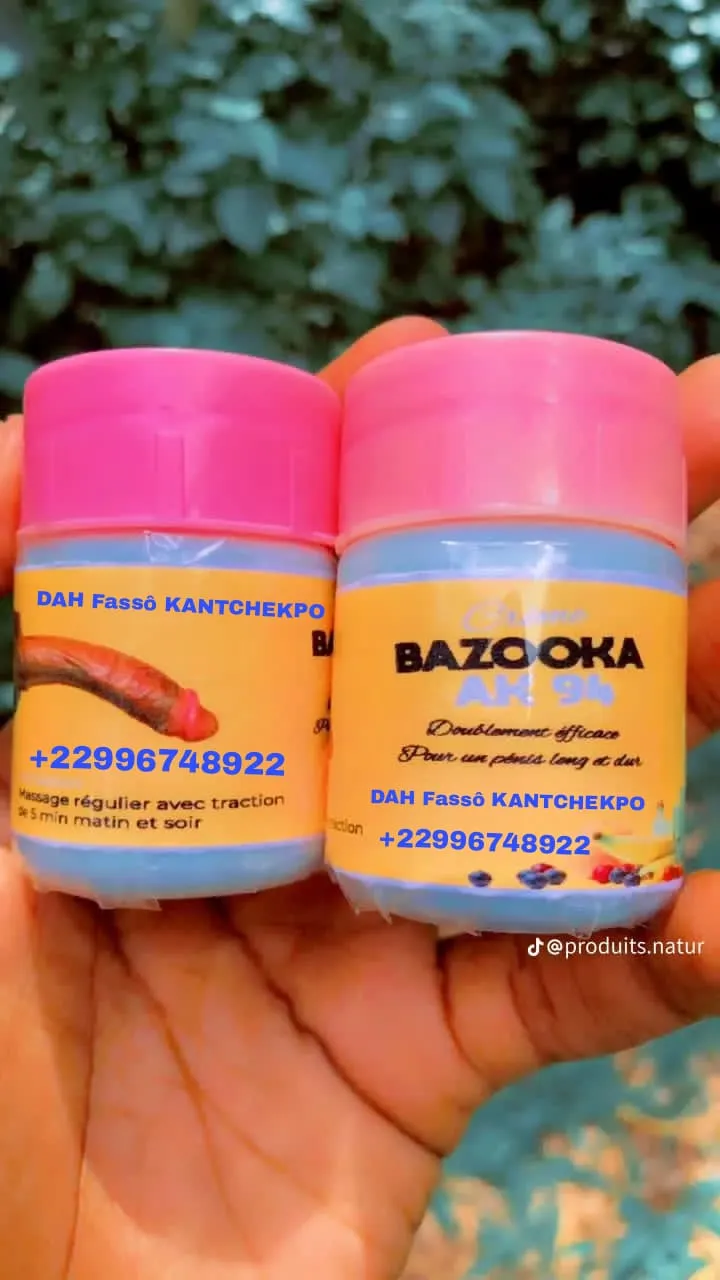 DAH Fassô KANTCHEKPO
+22996748922
Massage régulier avec traction
de 5 min matin et soir
BAZOOKA
AK 94
Doublement éfficace
Pour un pénis long et dur
DAH Fassô KANTCHEKPO
+22996748922
@produits.natur